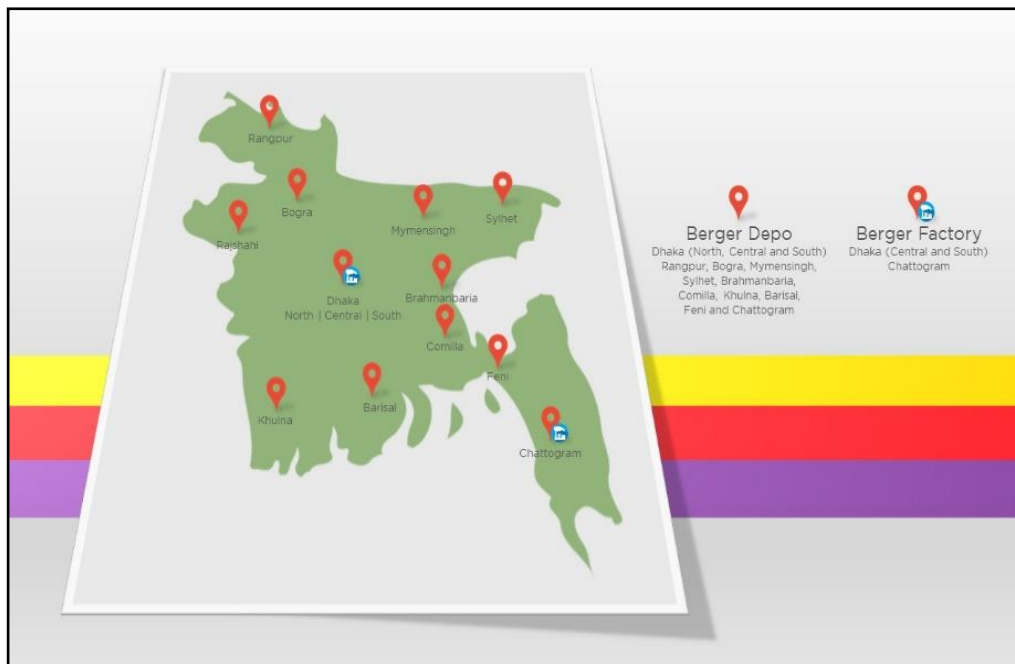 Rangpur
Bogra
Rajshahi
Mymensingh
Sylhet
Dhaka
North | Central | South
Brahmanbaria
Comilla
Feni
Khulna
Barisal
Chattogram
Berger Depo
Dhaka (North, Central and South)
Rangpur, Bogra, Mymensingh,
Sylhet, Brahmanbaria,
Comilla, Khulna, Barisal,
Feni and Chattogram
Berger Factory
Dhaka (Central and South)
Chattogram